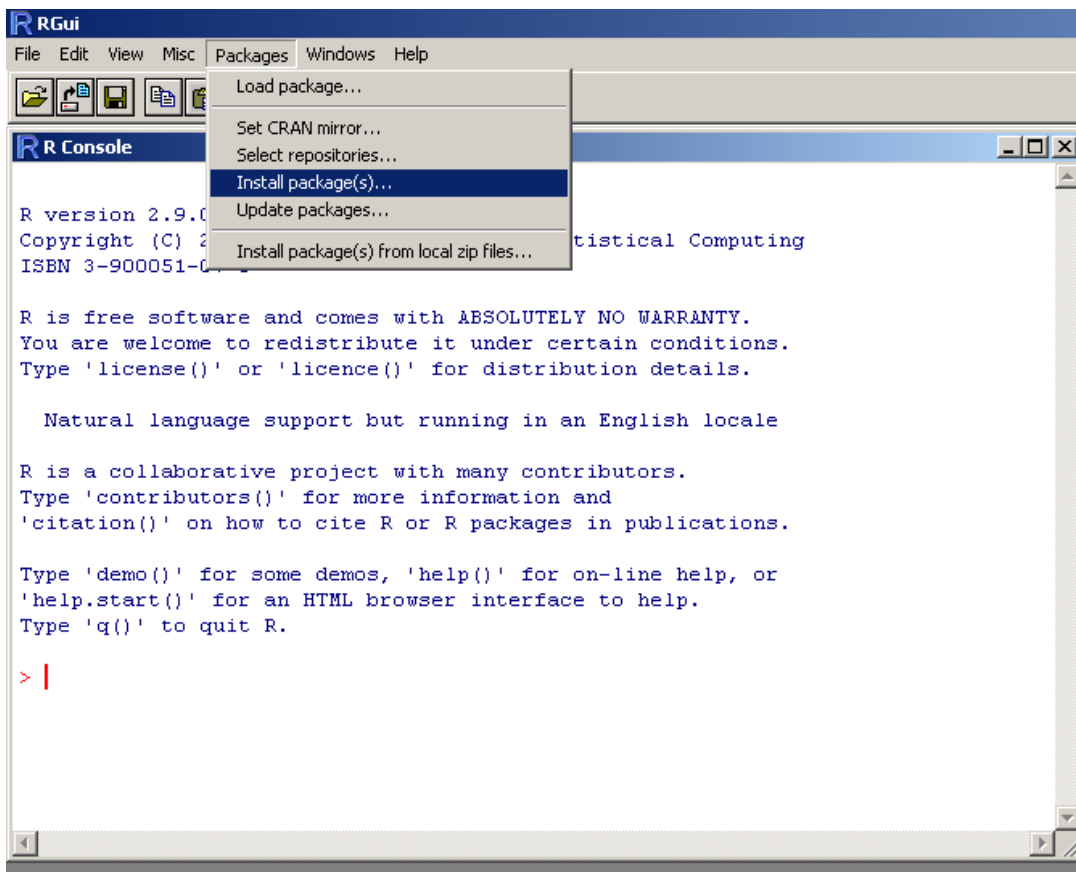 RGui
File Edit View Misc Packages Windows Help
Load package...
Set CRAN mirror...
Select repositories...
Install package(s)...
Update packages...
Install package(s) from local zip files...
R Console
R version 2.9.
Copyright (C) 2 tistical Computing
ISBN 3-900051-
R is free software and comes with ABSOLUTELY NO WARRANTY.
You are welcome to redistribute it under certain conditions.
Type 'license()' or 'licence()' for distribution details.
Natural language support but running in an English locale
R is a collaborative project with many contributors.
Type 'contributors()' for more information and
'citation()' on how to cite R or R packages in publications.
Type 'demo()' for some demos, 'help()' for on-line help, or
'help.start()' for an HTML browser interface to help.
Type 'q()' to quit R.
>